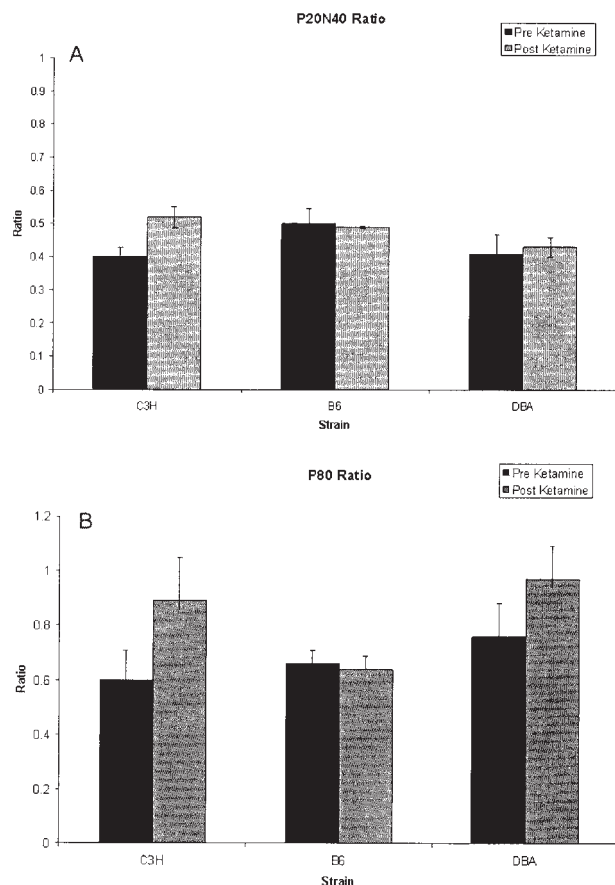 P20N40 Ratio
A
Pre Ketamine
Post Ketamine
1
0.9
0.8
0.7
0.6
0.5
0.4
0.3
0.2
0.1
0
Ratio
C3H
B6
DBA
Strain
P80 Ratio
B
Pre Ketamine
Post Ketamine
1.2
1
0.8
0.6
0.4
0.2
0
Ratio
C3H
B6
DBA
Strain